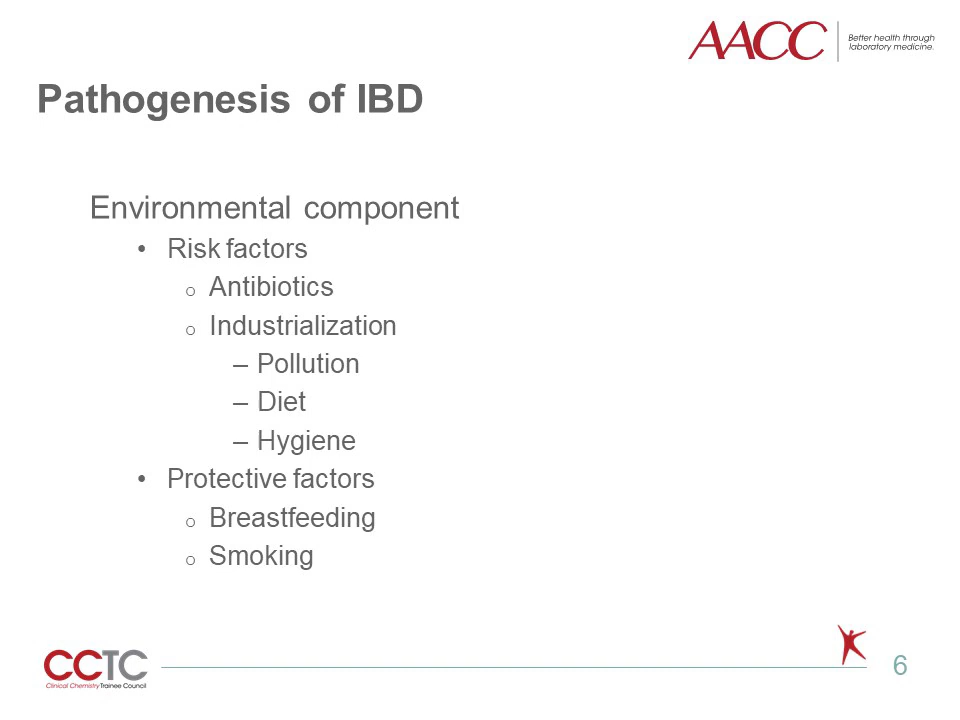 AACC
Better health through
laboratory medicine.
Pathogenesis of IBD
Environmental component
• Risk factors
o Antibiotics
o Industrialization
– Pollution
– Diet
– Hygiene
• Protective factors
o Breastfeeding
o Smoking
CCTC
Clinical Chemistry Trainee Council
6